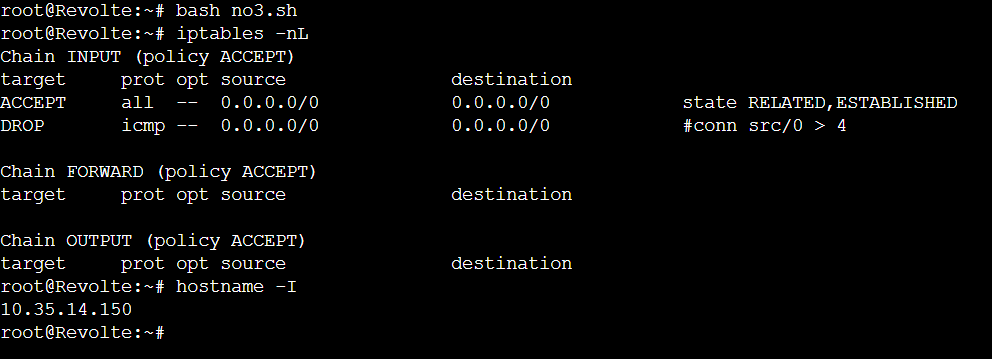 root@Revolte:~# bash no3.sh
root@Revolte:~# iptables -nL
Chain INPUT (policy ACCEPT)
target     prot opt source               destination
ACCEPT     all  --  0.0.0.0/0            0.0.0.0/0            state RELATED,ESTABLISHED
DROP       icmp --  0.0.0.0/0            0.0.0.0/0            #conn src/0 > 4
Chain FORWARD (policy ACCEPT)
target     prot opt source               destination
Chain OUTPUT (policy ACCEPT)
target     prot opt source               destination
root@Revolte:~# hostname -I
10.35.14.150
root@Revolte:~#